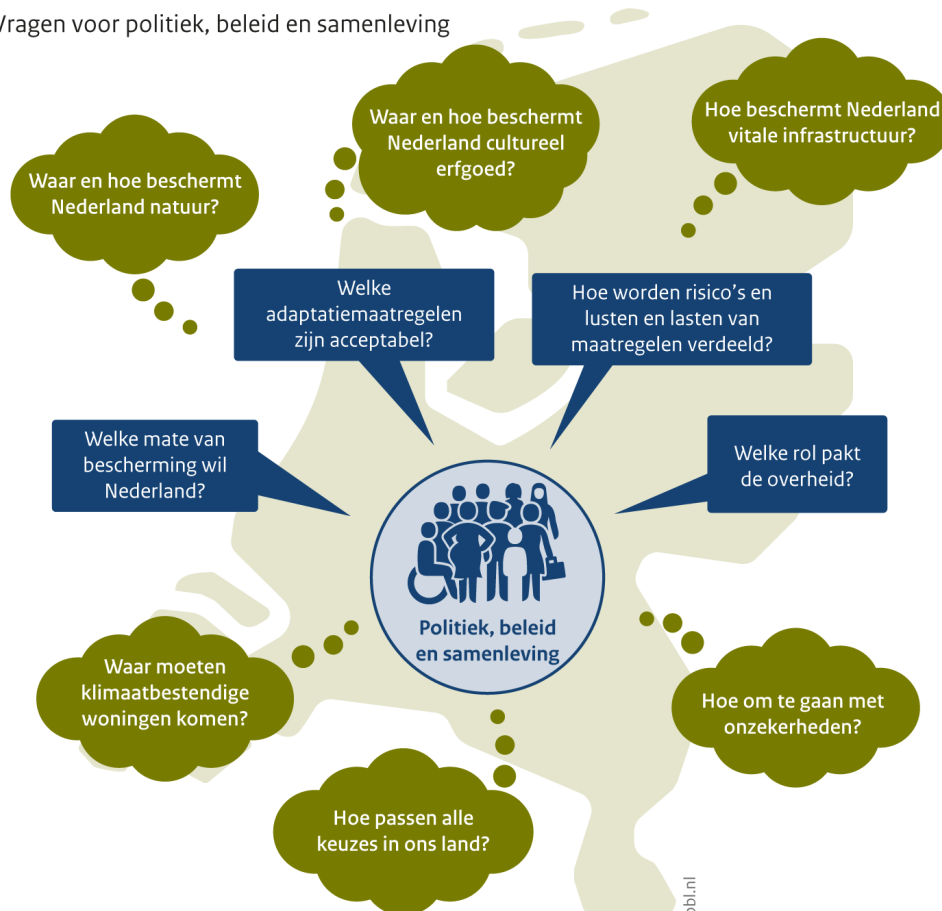 Vragen voor politiek, beleid en samenleving
Waar en hoe beschermt
Nederland cultureel
erfgoed?
Hoe beschermt Nederland
vitale infrastructuur?
Waar en hoe beschermt
Nederland natuur?
Welke
adaptatiemaatregelen
zijn acceptabel?
Hoe worden risico's en
lusten en lasten van
maatregelen verdeeld?
Welke mate van
bescherming wil
Nederland?
Welke rol pakt
de overheid?
Politiek, beleid
en samenleving
Waar moeten
klimaatbestendige
woningen komen?
Hoe om te gaan met
onzekerheden?
Hoe passen alle
keuzes in ons land?
pbl.nl